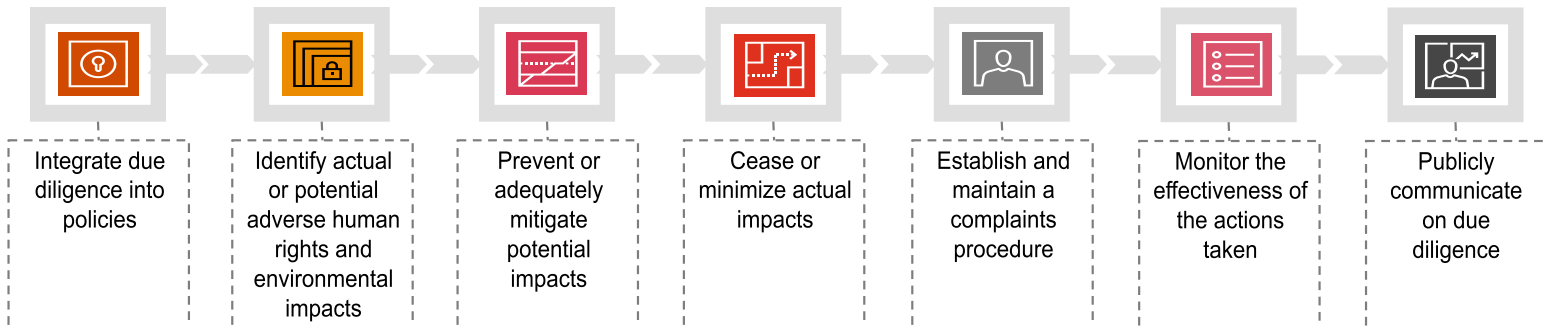 Integrate due
diligence into
policies
Identify actual
or potential
adverse human
rights and
environmental
impacts
Prevent or
adequately
mitigate
potential
impacts
Cease or
minimize actual
impacts
Establish and
maintain a
complaints
procedure
Monitor the
effectiveness of
the actions
taken
Publicly
communicate
on due
diligence